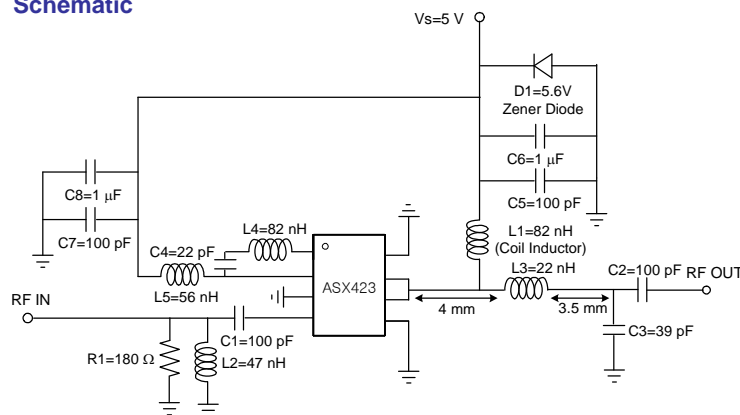 Schematic
Vs=5 V
D1=5.6V
Zener Diode
C6=1 μF
C5=100 pF
C8=1 μF
C7=100 pF
L4=82 nH
C4=22 pF
L5=56 nH
L1=82 nH
(Coil Inductor)
L3=22 nH
C2=100 pF
RF OUT
ASX423
4 mm
3.5 mm
C3=39 pF
RF IN
C1=100 pF
R1=180 Ω
L2=47 nH